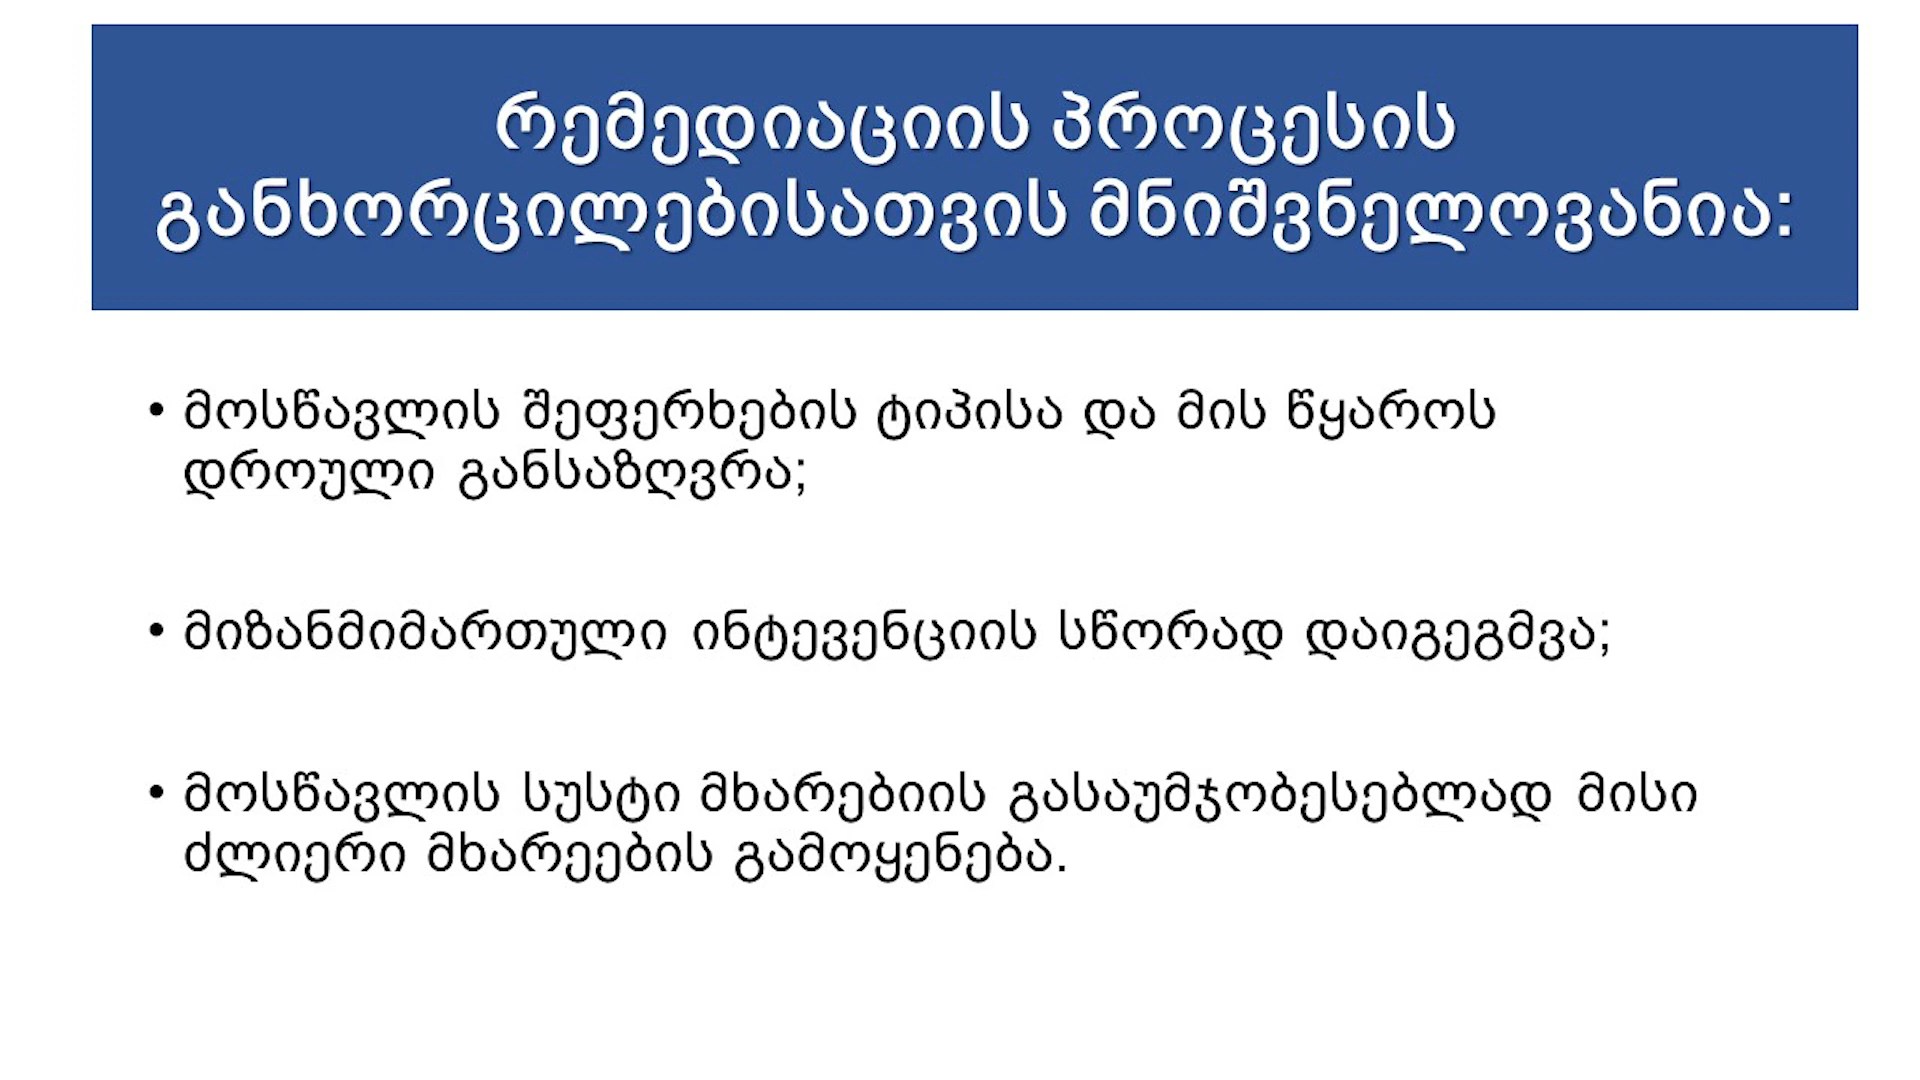 რემედიაციის პროცესის
განხორცილებისათვის მნიშვნელოვანია:
• მოსწავლის შეფერხების ტიპისა და მის წყაროს
დროული განსაზღვრა;
• მიზანმიმართული ინტევენციის სწორად დაიგეგმვა;
• მოსწავლის სუსტი მხარებიის გასაუმჯობესებლად მისი
ძლიერი მხარეების გამოყენება.